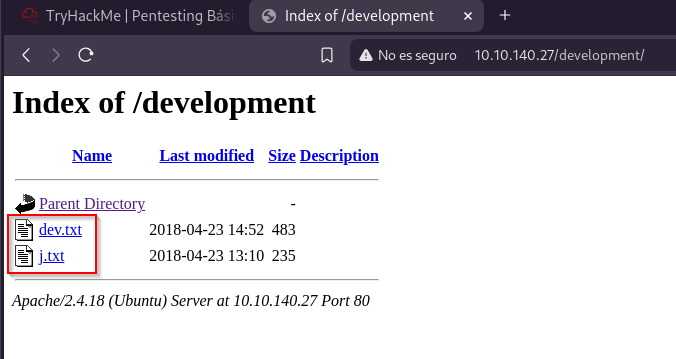 TryHackMe | Pentesting Bás
Index of /development
No es seguro 10.10.140.27/development/
Index of /development
Name Last modified Size Description
Parent Directory -
dev.txt 2018-04-23 14:52 483
j.txt 2018-04-23 13:10 235
Apache/2.4.18 (Ubuntu) Server at 10.10.140.27 Port 80